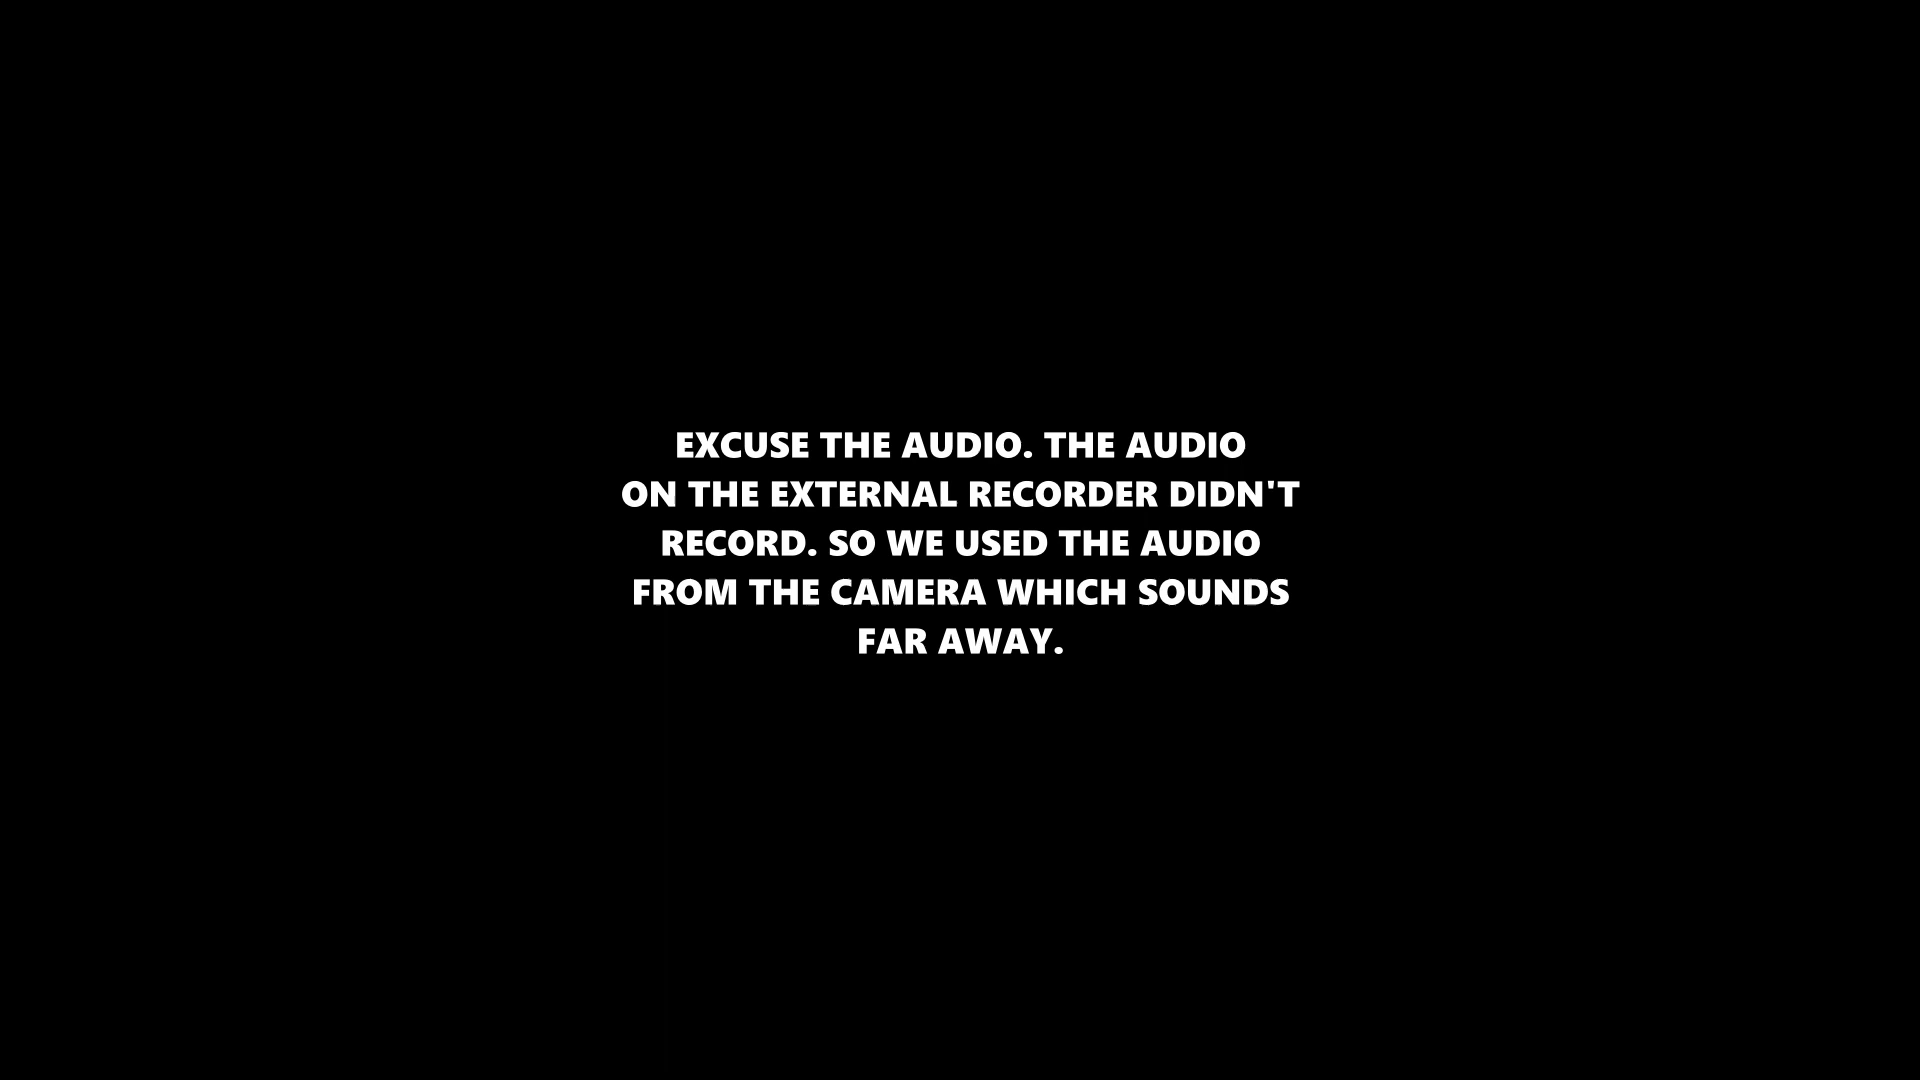 EXCUSE THE AUDIO. THE AUDIO
ON THE EXTERNAL RECORDER DIDN'T
RECORD. SO WE USED THE AUDIO
FROM THE CAMERA WHICH SOUNDS
FAR AWAY.